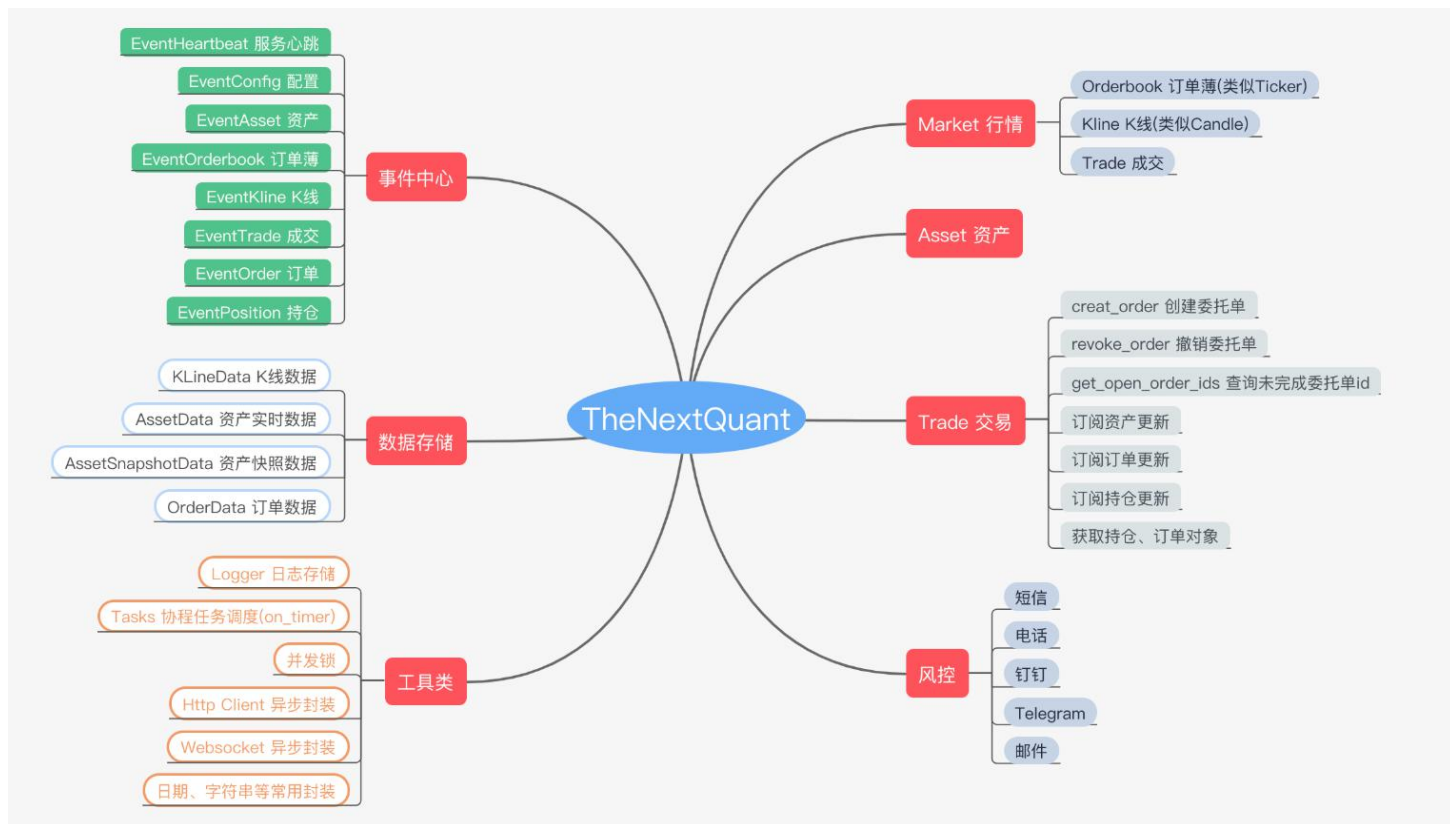 TheNextQuant
事件中心
EventHeartbeat 服务心跳
EventConfig 配置
EventAsset 资产
EventOrderbook 订单薄
EventKline K线
EventTrade 成交
EventOrder 订单
EventPosition 持仓
数据存储
KLineData K线数据
AssetData 资产实时数据
AssetSnapshotData 资产快照数据
OrderData 订单数据
工具类
Logger 日志存储
Tasks 协程任务调度(on_timer)
并发锁
Http Client 异步封装
Websocket 异步封装
日期、字符串等常用封装
Market 行情
Orderbook 订单薄(类似Ticker)
Kline K线(类似Candle)
Trade 成交
Asset 资产
Trade 交易
creat_order 创建委托单
revoke_order 撤销委托单
get_open_order_ids 查询未完成委托单id
订阅资产更新
订阅订单更新
订阅持仓更新
获取持仓、订单对象
风控
短信
电话
钉钉
Telegram
邮件